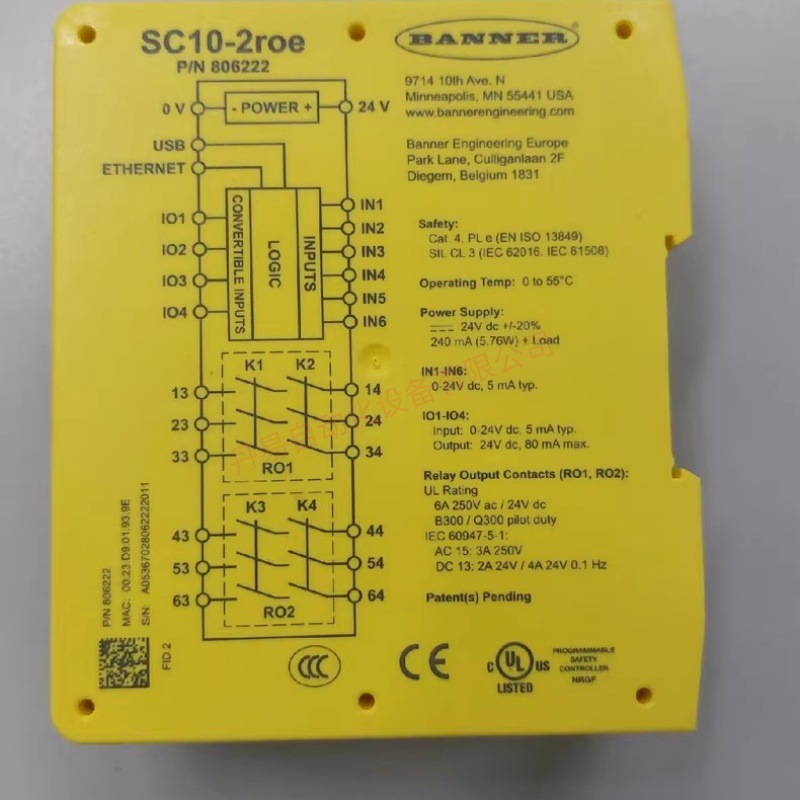 SC10-2roe
P/N 806222
BANNER
9714 10th Ave. N
Minneapolis, MN 55441 USA
www.bannerengineering.com
Banner Engineering Europe
Park Lane, Culliganlaan 2F
Diegem, Belgium 1831
0 V
- POWER +
24 V
USB
ETHERNET
IO1
IO2
IO3
IO4
CONVERTIBLE INPUTS
LOGIC
INPUTS
IN1
IN2
IN3
IN4
IN5
IN6
K1
K2
13
14
23
24
33
34
RO1
K3
K4
43
44
53
54
63
64
RO2
Safety:
Cat. 4, PL e (EN ISO 13849)
SIL CL 3 (IEC 62016, IEC 61508)
Operating Temp: 0 to 55°C
Power Supply:
24V dc +/-20%
240 mA (5.76W) + Load
IN1-IN6:
0-24V dc, 5 mA typ.
IO1-IO4:
Input: 0-24V dc, 5 mA typ.
Output: 24V dc, 80 mA max.
Relay Output Contacts (RO1, RO2):
UL Rating
6A 250V ac / 24V dc
B300 / Q300 pilot duty
IEC 60947-5-1:
AC 15: 3A 250V
DC 13: 2A 24V / 4A 24V 0.1 Hz
Patent(s) Pending
P/N 806222
MAC: 00:23:D9:01:93:9E
S/N: A05367028062222011
FID 2
CCC
CE
c UL us
LISTED
PROGRAMMABLE
SAFETY
CONTROLLER
NRGF